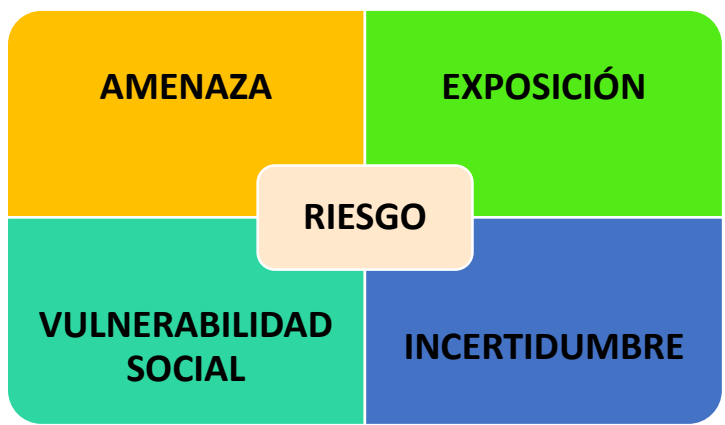 AMENAZA
EXPOSICIÓN
RIESGO
VULNERABILIDAD
SOCIAL
INCERTIDUMBRE